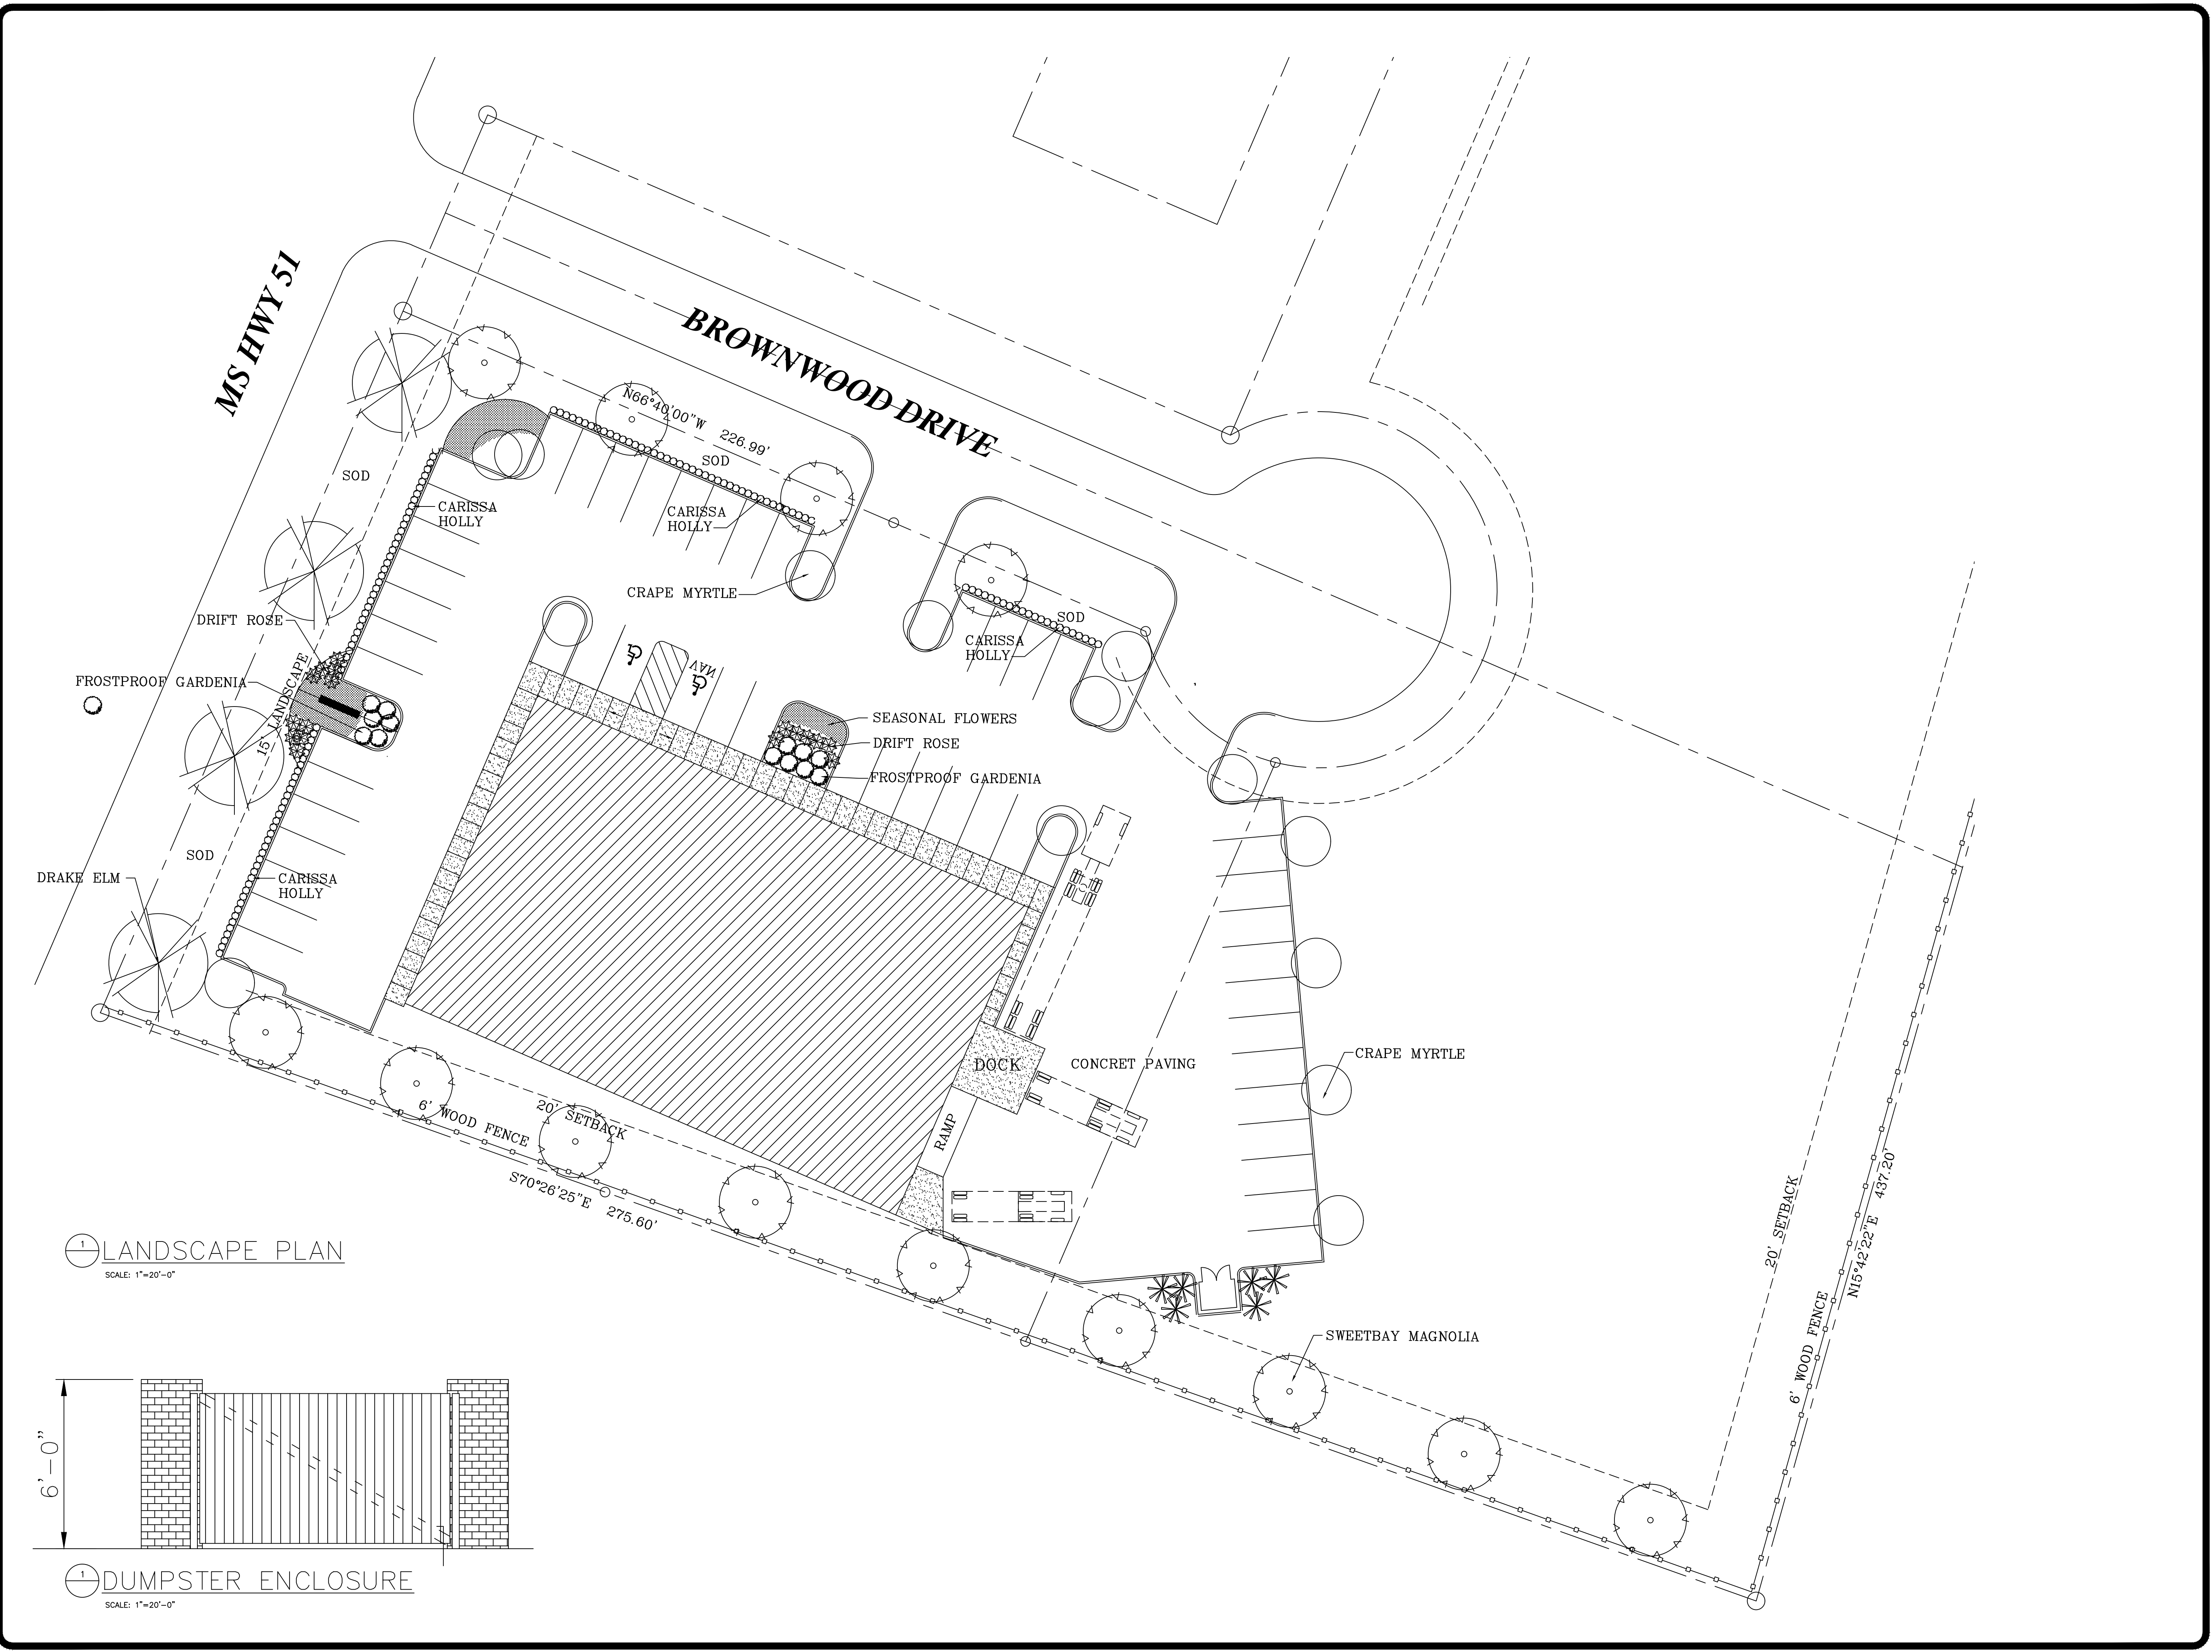 MS HWY 51
BROWNWOOD DRIVE
N66°40'00"W 226.99'
SOD
SOD
CARISSA
HOLLY
CARISSA
HOLLY
CRAPE MYRTLE
SOD
CARISSA
HOLLY
DRIFT ROSE
VAN
FROSTPROOF GARDENIA
15' LANDSCAPE
SEASONAL FLOWERS
DRIFT ROSE
FROSTPROOF GARDENIA
SOD
DRAKE ELM
CARISSA
HOLLY
DOCK
CONCRET PAVING
CRAPE MYRTLE
6' WOOD FENCE
20' SETBACK
RAMP
S70°26'25"E 275.60'
20' SETBACK
N15°42'22"E 437.20'
6' WOOD FENCE
1
LANDSCAPE PLAN
SCALE: 1"=20'-0"
SWEETBAY MAGNOLIA
6'-0"
1
DUMPSTER ENCLOSURE
SCALE: 1"=20'-0"